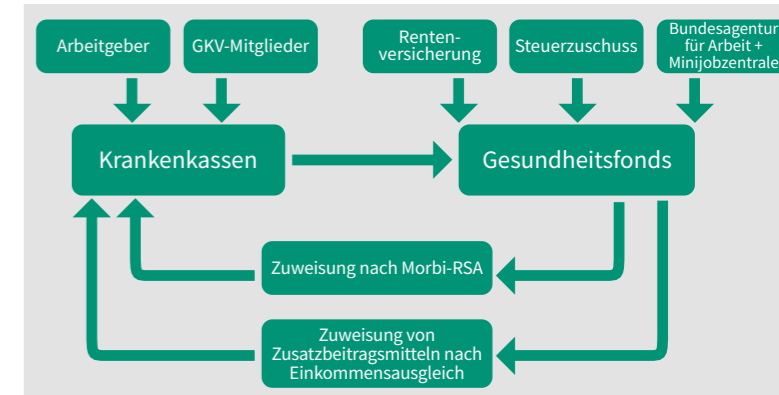 Arbeitgeber
GKV-Mitglieder
Renten-
versicherung
Steuerzuschuss
Bundesagentur
für Arbeit +
Minijobzentrale
Krankenkassen
Gesundheitsfonds
Zuweisung nach Morbi-RSA
Zuweisung von
Zusatzbeitragsmitteln nach
Einkommensausgleich